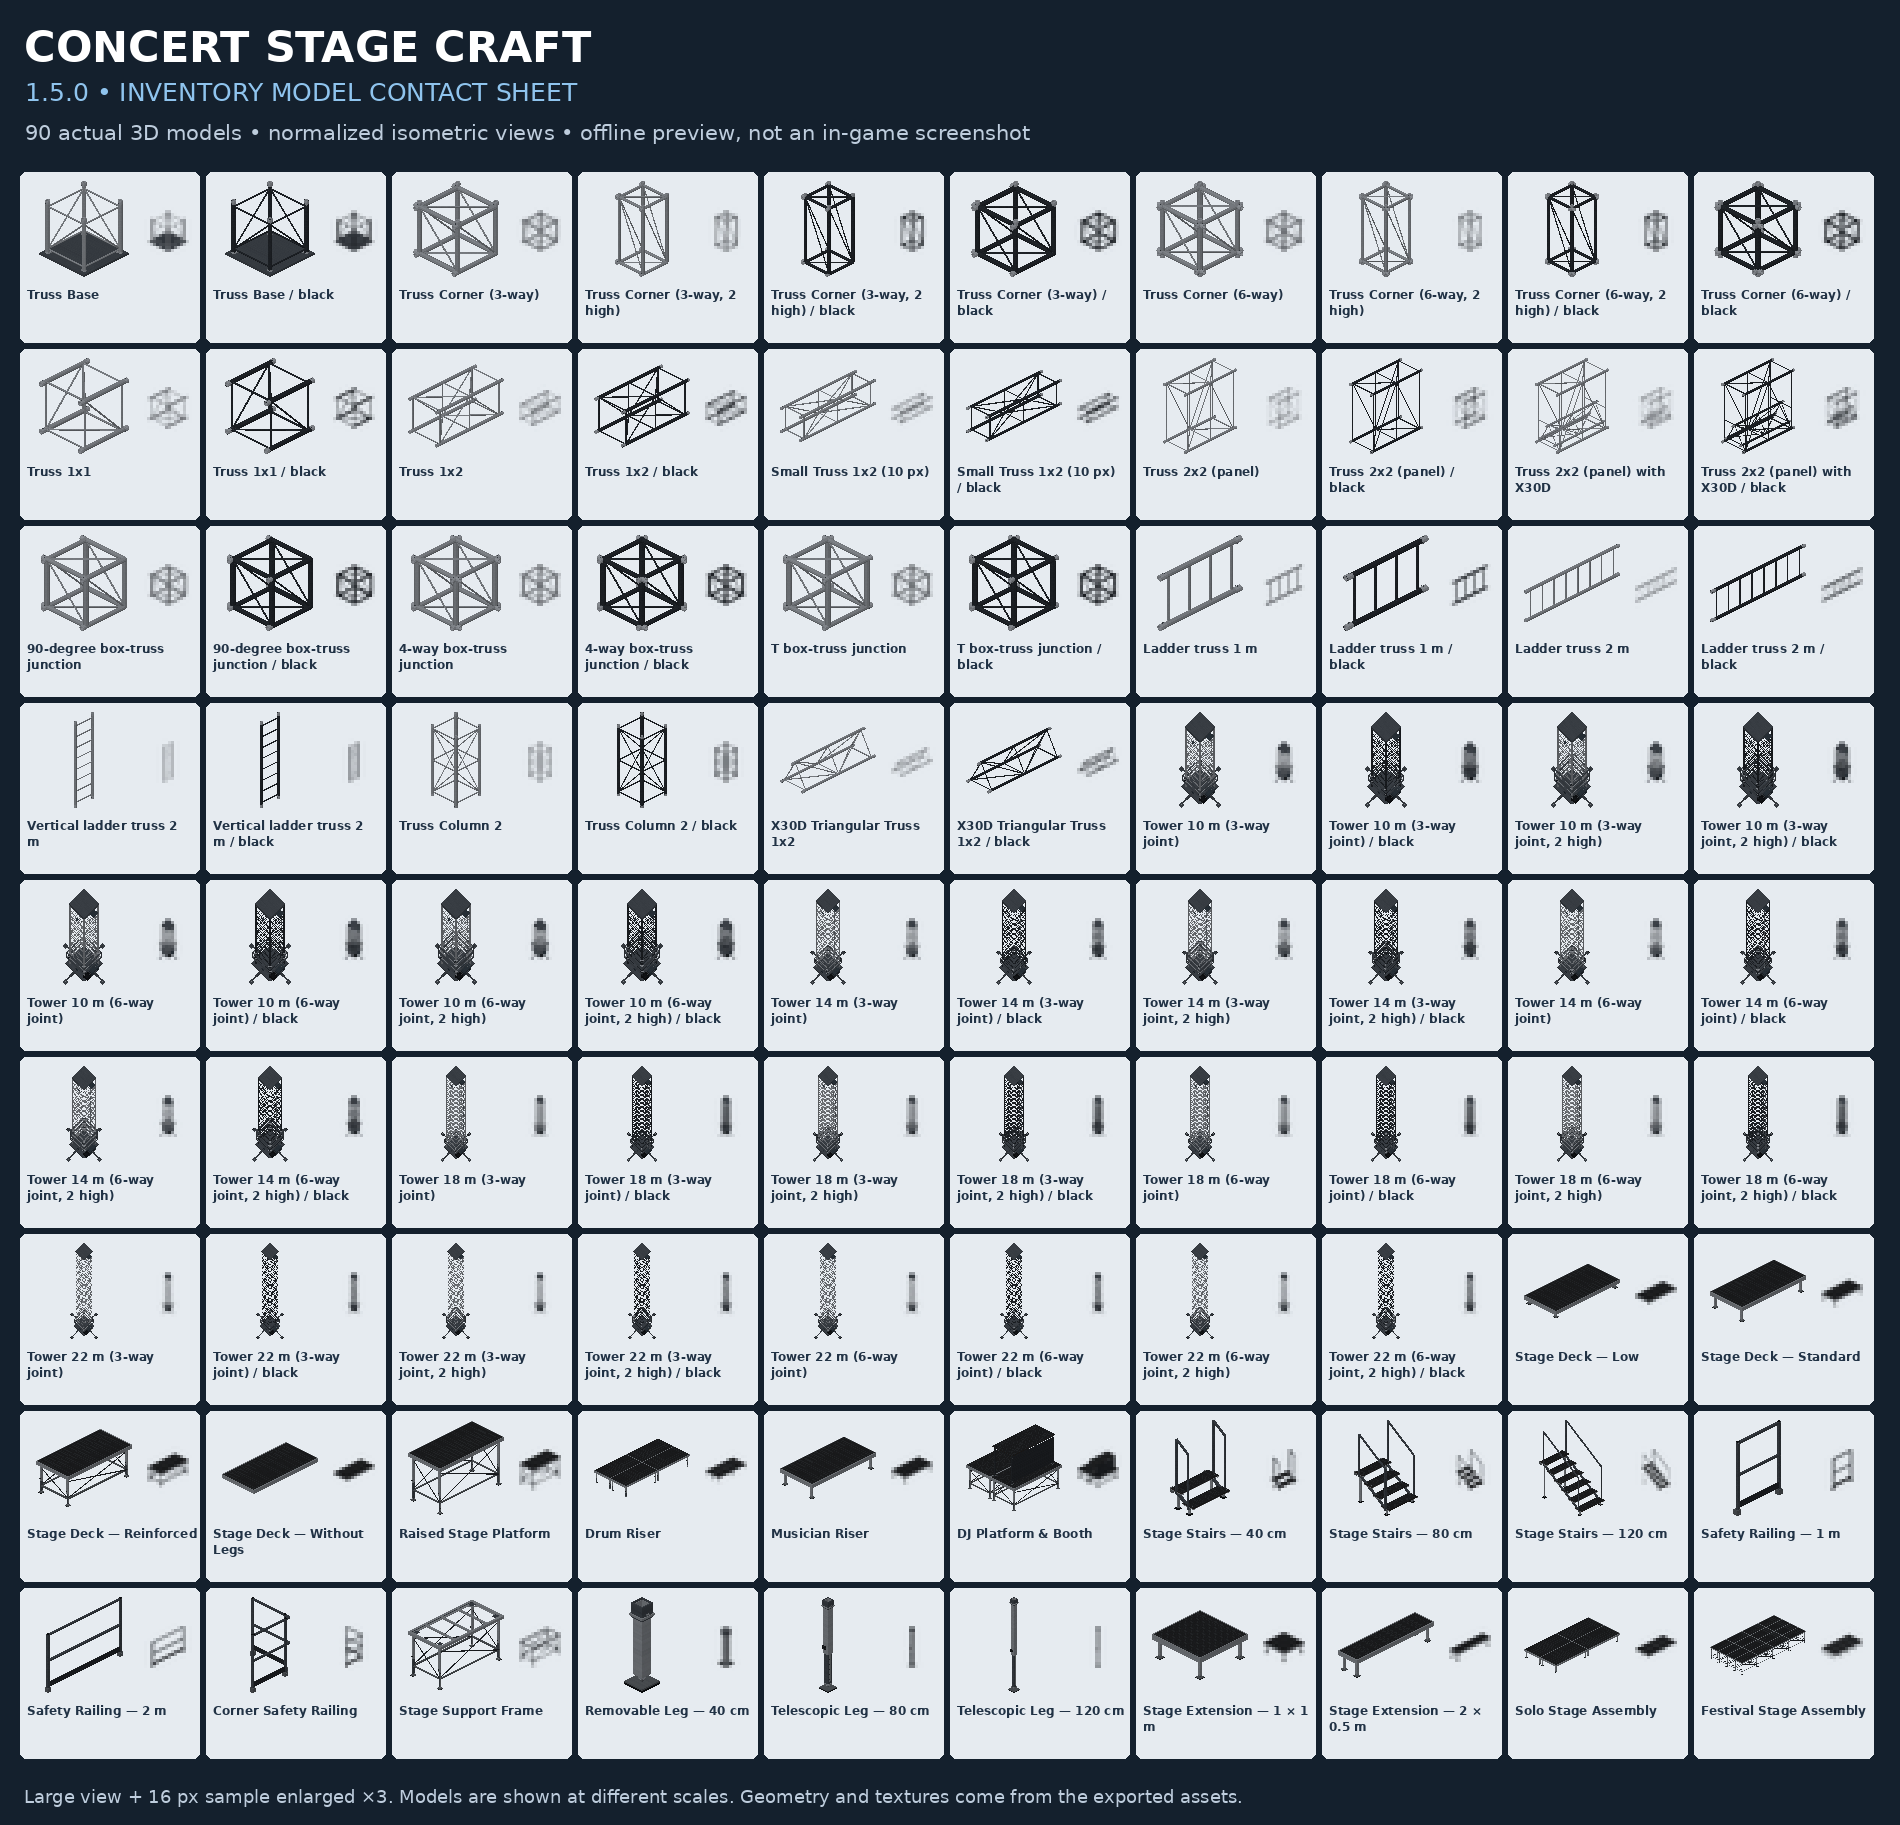 CONCERT STAGE CRAFT
1.5.0 • INVENTORY MODEL CONTACT SHEET
90 actual 3D models • normalized isometric views • offline preview, not an in-game screenshot
Truss Base
Truss Base / black
Truss Corner (3-way)
Truss Corner (3-way, 2
high)
Truss Corner (3-way, 2
high) / black
Truss Corner (3-way) /
black
Truss Corner (6-way)
Truss Corner (6-way, 2
high)
Truss Corner (6-way, 2
high) / black
Truss Corner (6-way) /
black
Truss 1x1
Truss 1x1 / black
Truss 1x2
Truss 1x2 / black
Small Truss 1x2 (10 px)
Small Truss 1x2 (10 px)
/ black
Truss 2x2 (panel)
Truss 2x2 (panel) /
black
Truss 2x2 (panel) with
X30D
Truss 2x2 (panel) with
X30D / black
90-degree box-truss
junction
90-degree box-truss
junction / black
4-way box-truss
junction
4-way box-truss
junction / black
T box-truss junction
T box-truss junction /
black
Ladder truss 1 m
Ladder truss 1 m /
black
Ladder truss 2 m
Ladder truss 2 m /
black
Vertical ladder truss 2
m
Vertical ladder truss 2
m / black
Truss Column 2
Truss Column 2 / black
X30D Triangular Truss
1x2
X30D Triangular Truss
1x2 / black
Tower 10 m (3-way
joint)
Tower 10 m (3-way
joint) / black
Tower 10 m (3-way
joint, 2 high)
Tower 10 m (3-way
joint, 2 high) / black
Tower 10 m (6-way
joint)
Tower 10 m (6-way
joint) / black
Tower 10 m (6-way
joint, 2 high)
Tower 10 m (6-way
joint, 2 high) / black
Tower 14 m (3-way
joint)
Tower 14 m (3-way
joint) / black
Tower 14 m (3-way
joint, 2 high)
Tower 14 m (3-way
joint, 2 high) / black
Tower 14 m (6-way
joint)
Tower 14 m (6-way
joint) / black
Tower 14 m (6-way
joint, 2 high)
Tower 14 m (6-way
joint, 2 high) / black
Tower 18 m (3-way
joint)
Tower 18 m (3-way
joint) / black
Tower 18 m (3-way
joint, 2 high)
Tower 18 m (3-way
joint, 2 high) / black
Tower 18 m (6-way
joint)
Tower 18 m (6-way
joint) / black
Tower 18 m (6-way
joint, 2 high)
Tower 18 m (6-way
joint, 2 high) / black
Tower 22 m (3-way
joint)
Tower 22 m (3-way
joint) / black
Tower 22 m (3-way
joint, 2 high)
Tower 22 m (3-way
joint, 2 high) / black
Tower 22 m (6-way
joint)
Tower 22 m (6-way
joint) / black
Tower 22 m (6-way
joint, 2 high)
Tower 22 m (6-way
joint, 2 high) / black
Stage Deck — Low
Stage Deck — Standard
Stage Deck — Reinforced
Stage Deck — Without
Legs
Raised Stage Platform
Drum Riser
Musician Riser
DJ Platform & Booth
Stage Stairs — 40 cm
Stage Stairs — 80 cm
Stage Stairs — 120 cm
Safety Railing — 1 m
Safety Railing — 2 m
Corner Safety Railing
Stage Support Frame
Removable Leg — 40 cm
Telescopic Leg — 80 cm
Telescopic Leg — 120 cm
Stage Extension — 1 × 1
m
Stage Extension — 2 ×
0.5 m
Solo Stage Assembly
Festival Stage Assembly
Large view + 16 px sample enlarged ×3. Models are shown at different scales. Geometry and textures come from the exported assets.